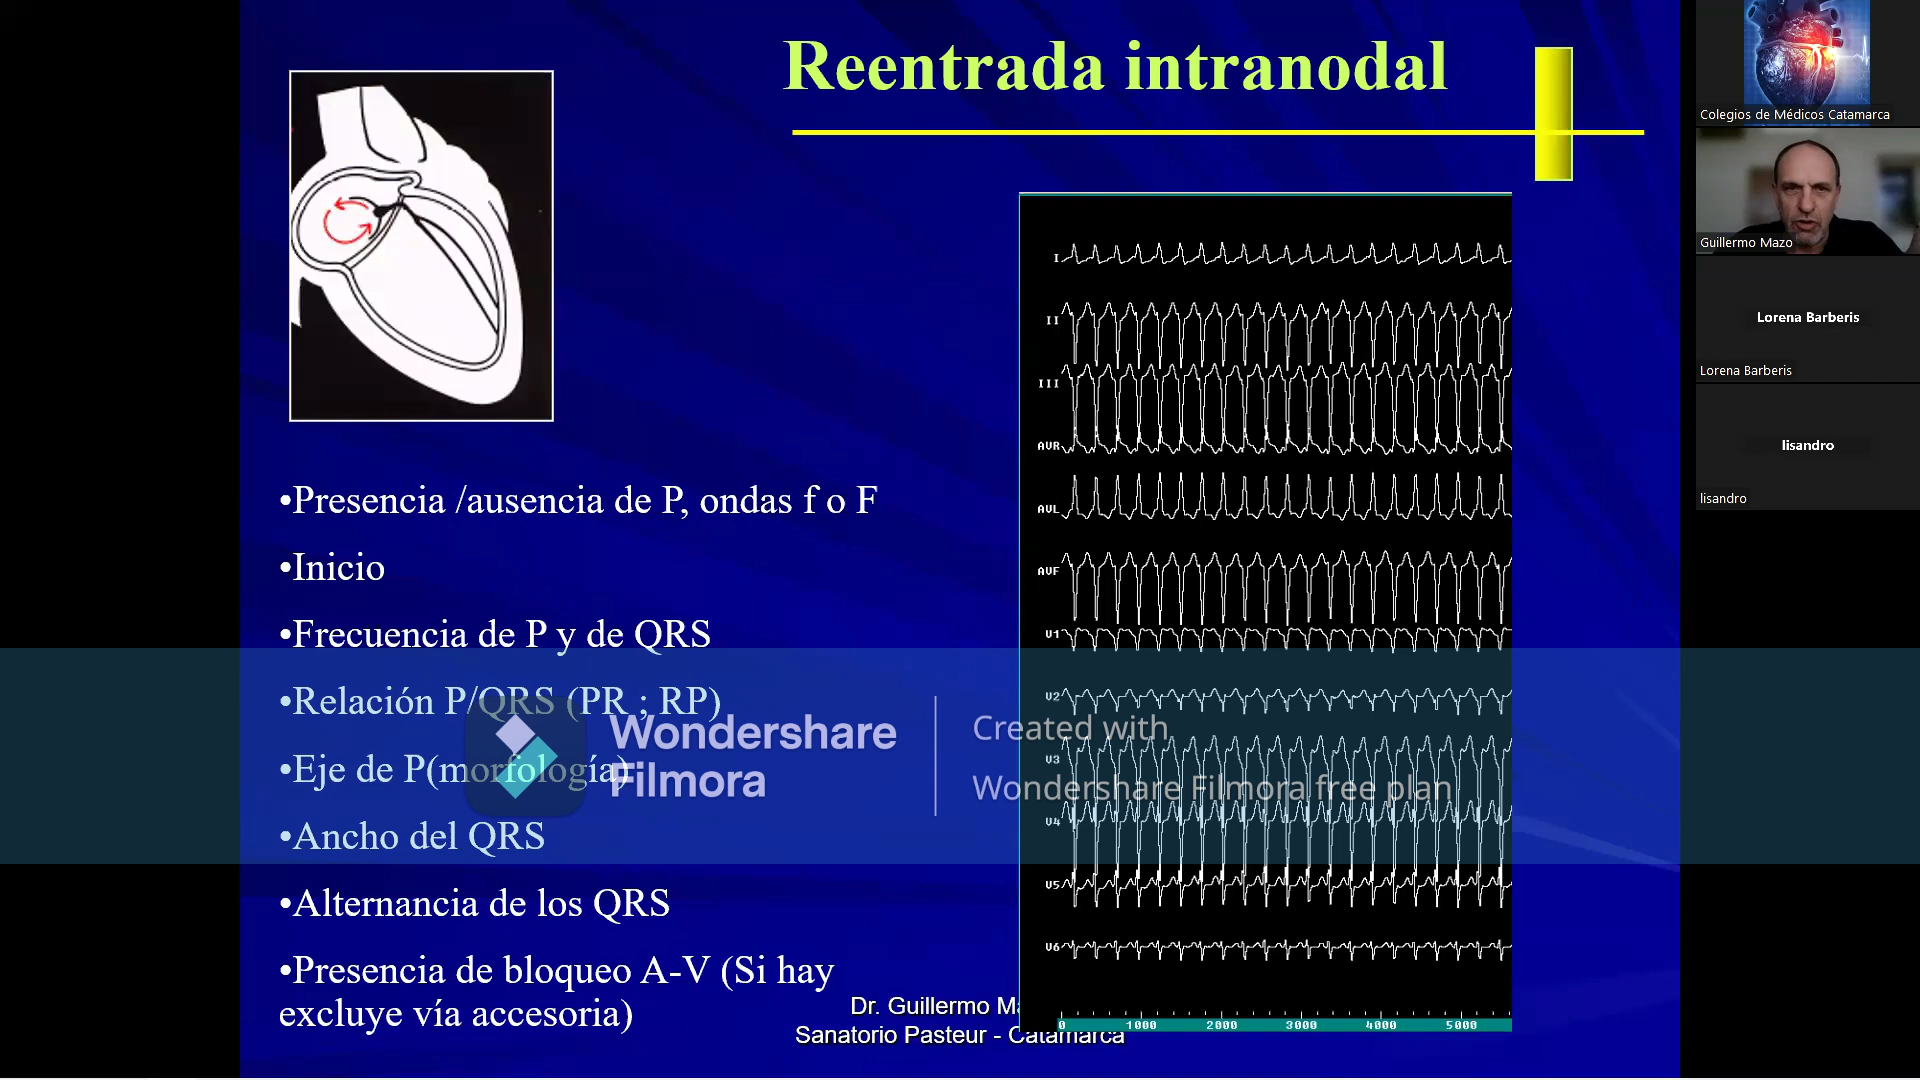 Reentrada intranodal
•Presencia /ausencia de P, ondas f o F
•Inicio
•Frecuencia de P y de QRS
•Relación P/QRS (PR ; RP)
•Eje de P(morfología)
•Ancho del QRS
•Alternancia de los QRS
•Presencia de bloqueo A-V (Si hay
excluye vía accesoria)
I
II
III
AVR
AVL
AVF
V1
V2
V3
V4
V5
V6
0 1000 2000 3000 4000 5000
Dr. Guillermo Ma
Sanatorio Pasteur - Catamarca
Wondershare
Filmora
Created with
Wondershare Filmora free plan
Colegios de Médicos Catamarca
Guillermo Mazo
Lorena Barberis
Lorena Barberis
lisandro
lisandro